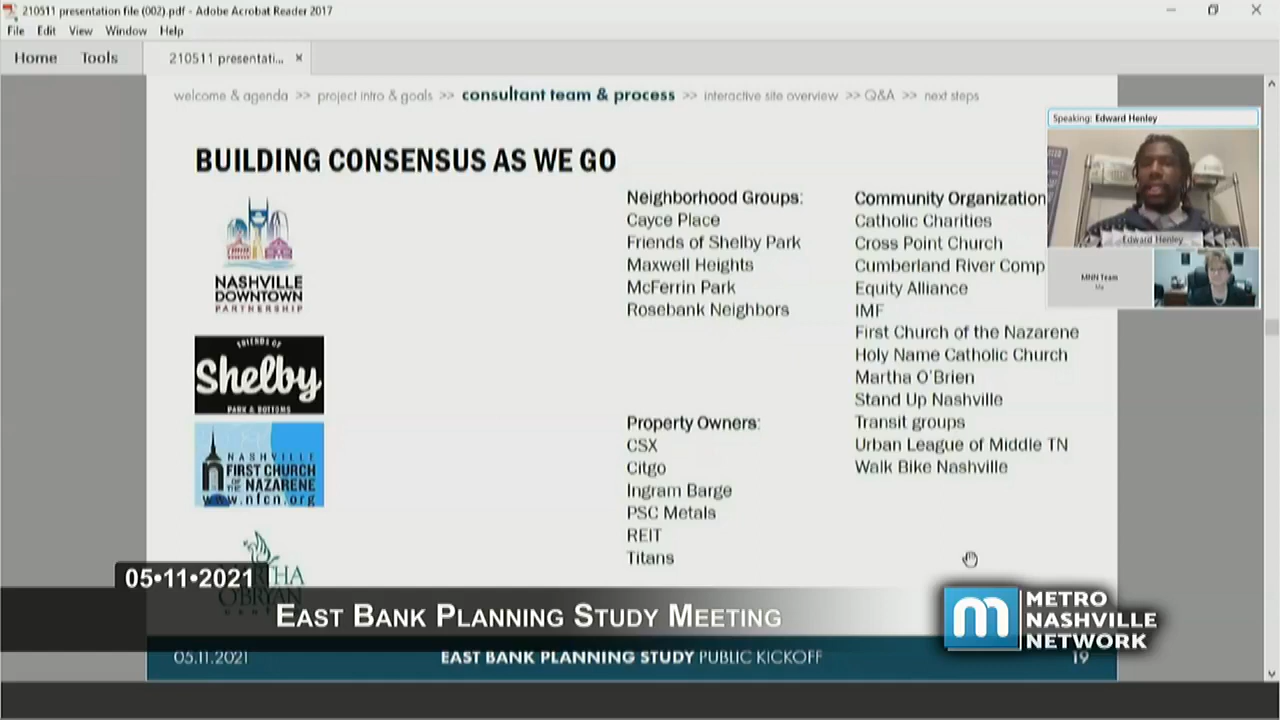 210511 presentation file (002).pdf - Adobe Acrobat Reader 2017
File Edit View Window Help
Home Tools 210511 presentati... ×
welcome & agenda >> project intro & goals >> consultant team & process >> interactive site overview >> Q&A >> next steps
Speaking: Edward Henley
Edward Henley
MNN Team
BUILDING CONSENSUS AS WE GO
NASHVILLE
DOWNTOWN
PARTNERSHIP
FRIENDS OF
Shelby
PARK & BOTTOMS
NASHVILLE
FIRST CHURCH
OF THE NAZARENE
www.nfcn.org
Neighborhood Groups:
Cayce Place
Friends of Shelby Park
Maxwell Heights
McFerrin Park
Rosebank Neighbors
Property Owners:
CSX
Citgo
Ingram Barge
PSC Metals
REIT
Titans
Community Organization
Catholic Charities
Cross Point Church
Cumberland River Comp
Equity Alliance
IMF
First Church of the Nazarene
Holy Name Catholic Church
Martha O'Brien
Stand Up Nashville
Transit groups
Urban League of Middle TN
Walk Bike Nashville
05•11•2021
RTHA
O'BRYAN
EAST BANK PLANNING STUDY MEETING
m METRO
NASHVILLE
NETWORK
05.11.2021 EAST BANK PLANNING STUDY PUBLIC KICKOFF 19